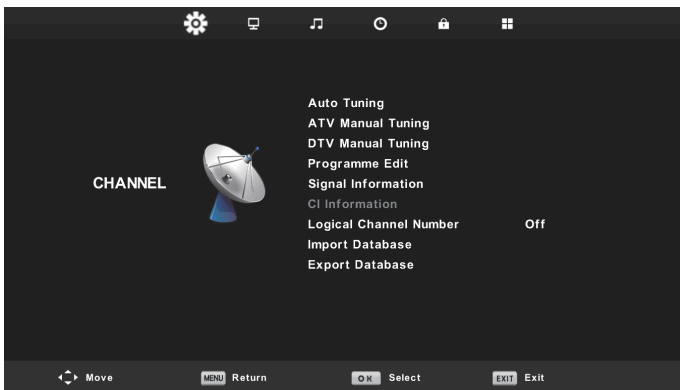 CHANNEL
Auto Tuning
ATV Manual Tuning
DTV Manual Tuning
Programme Edit
Signal Information
CI Information
Logical Channel Number Off
Import Database
Export Database
Move MENU Return OK Select EXIT Exit